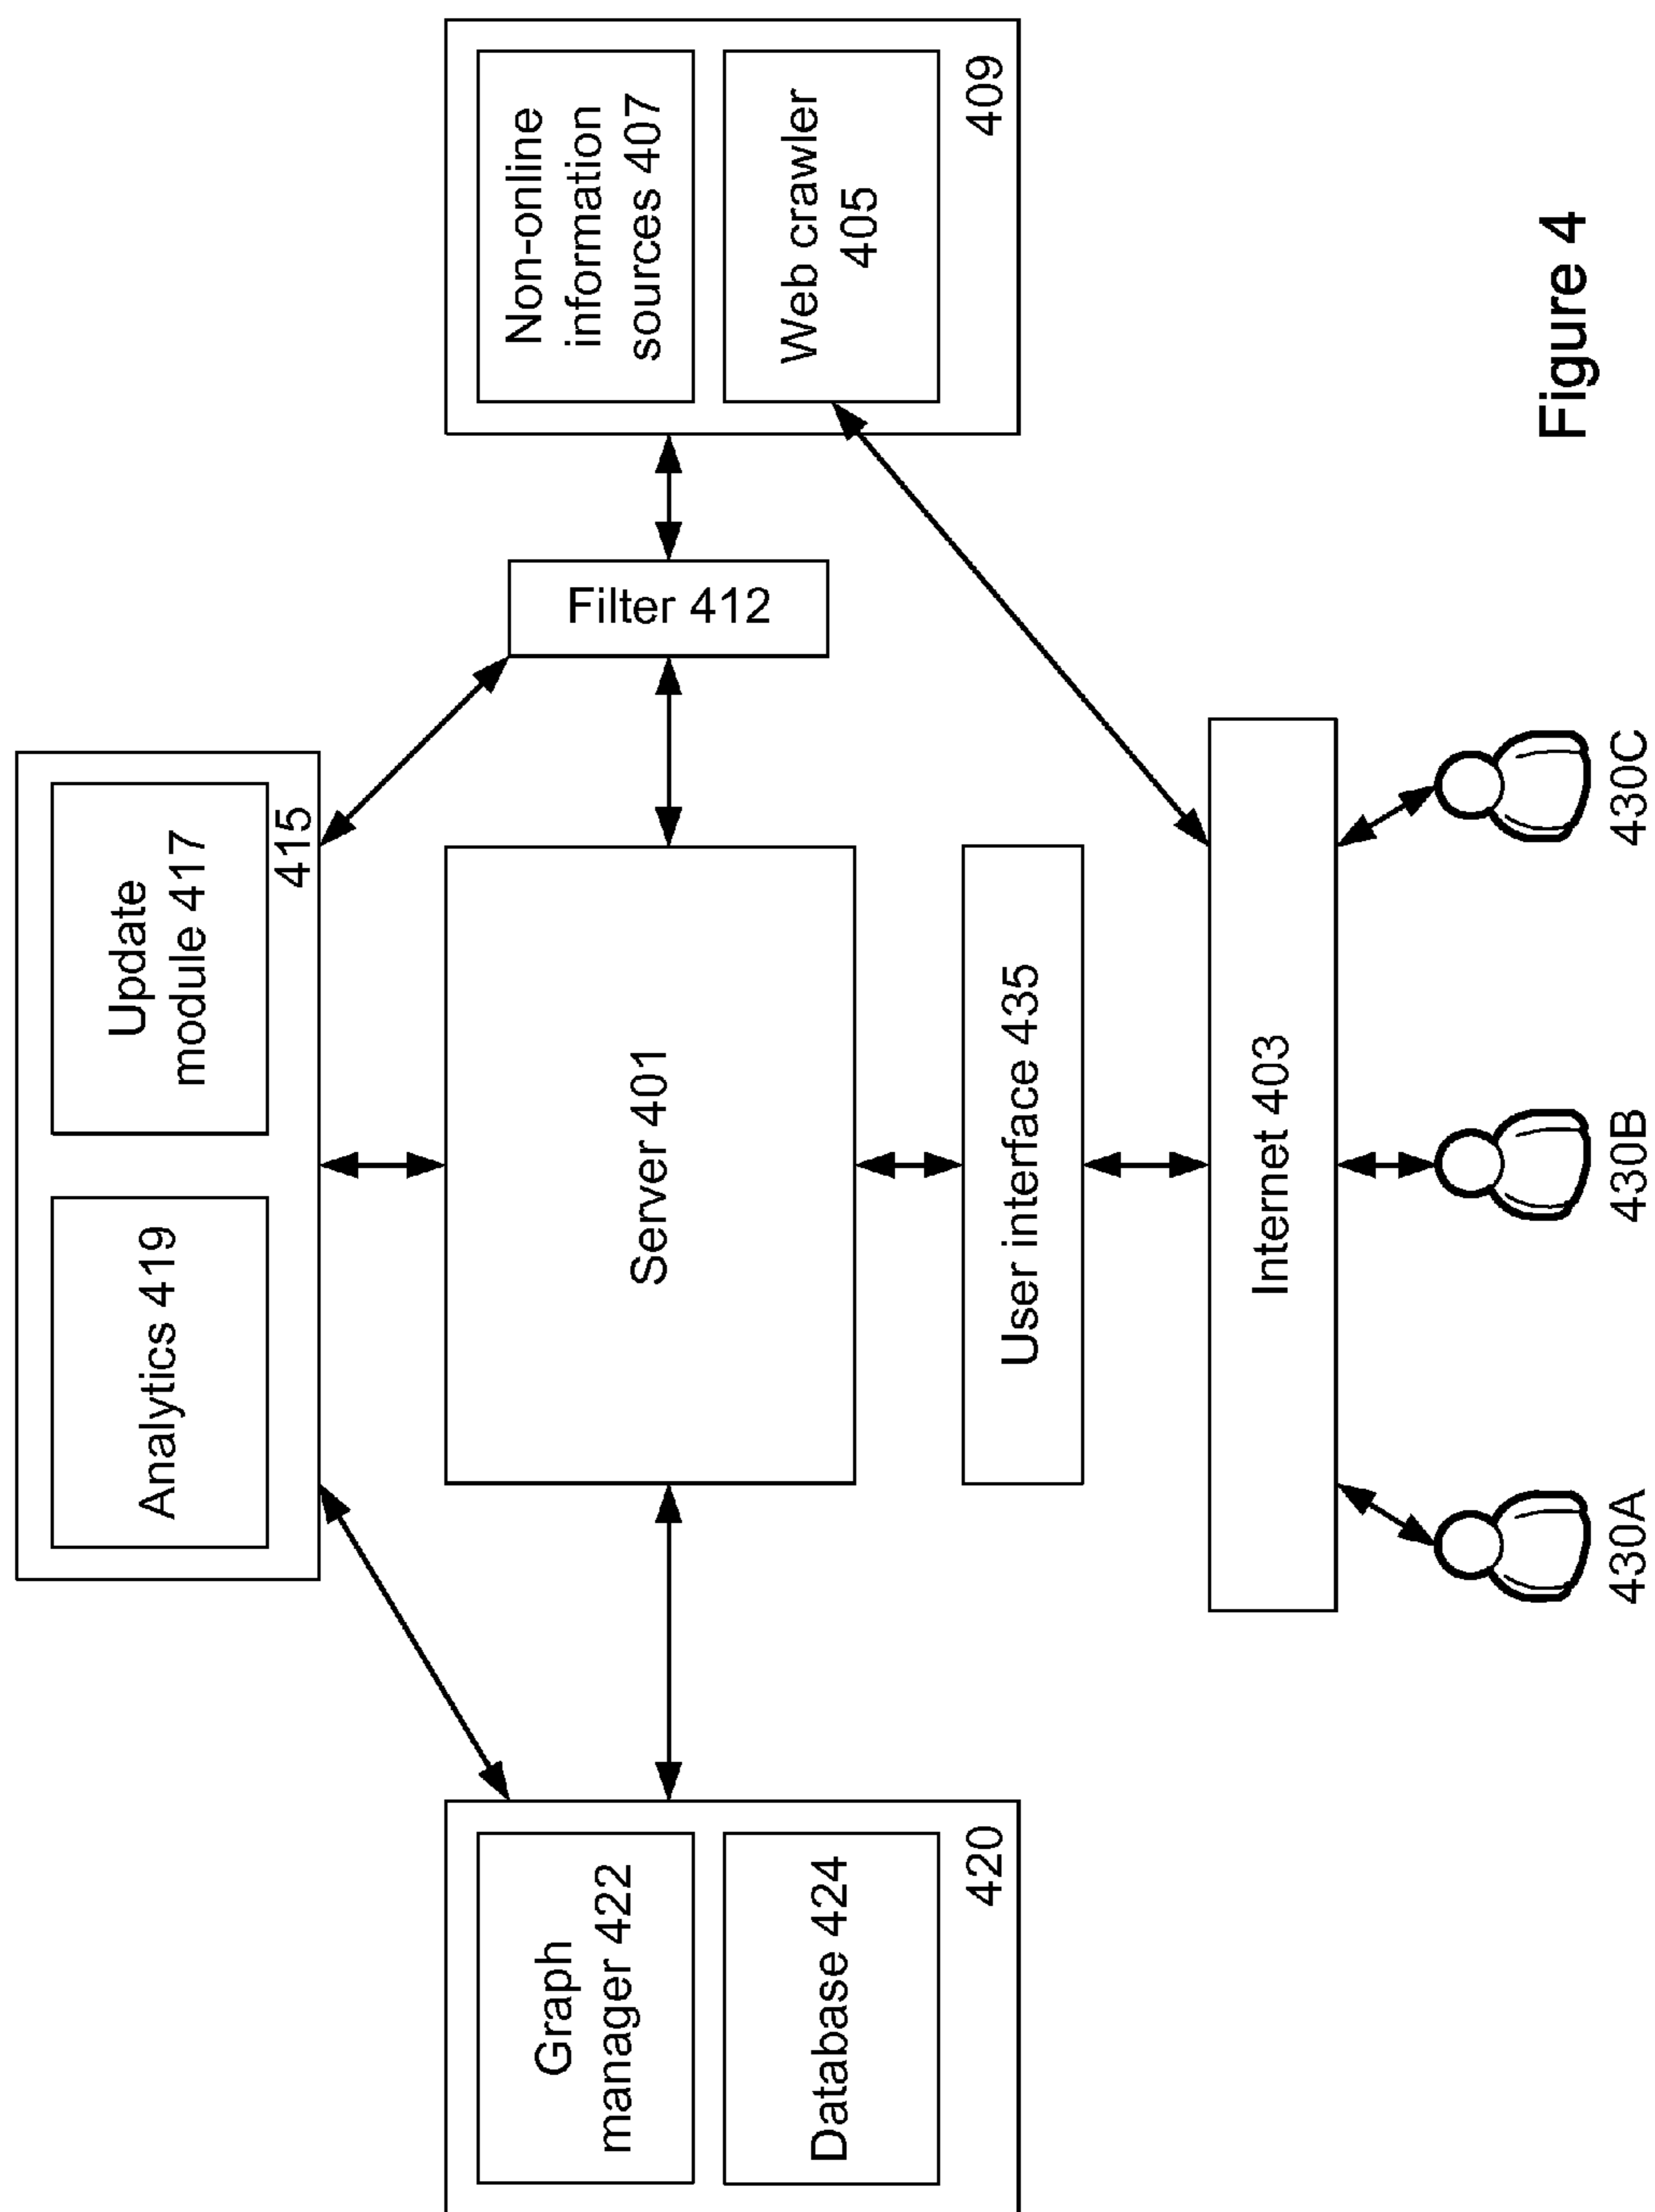 Analytics 419
Update
module 417
415
Graph
manager 422
Database 424
420
Server 401
Filter 412
Non-online
information
sources 407
Web crawler
405
409
User interface 435
Internet 403
430A
430B
430C
Figure 4